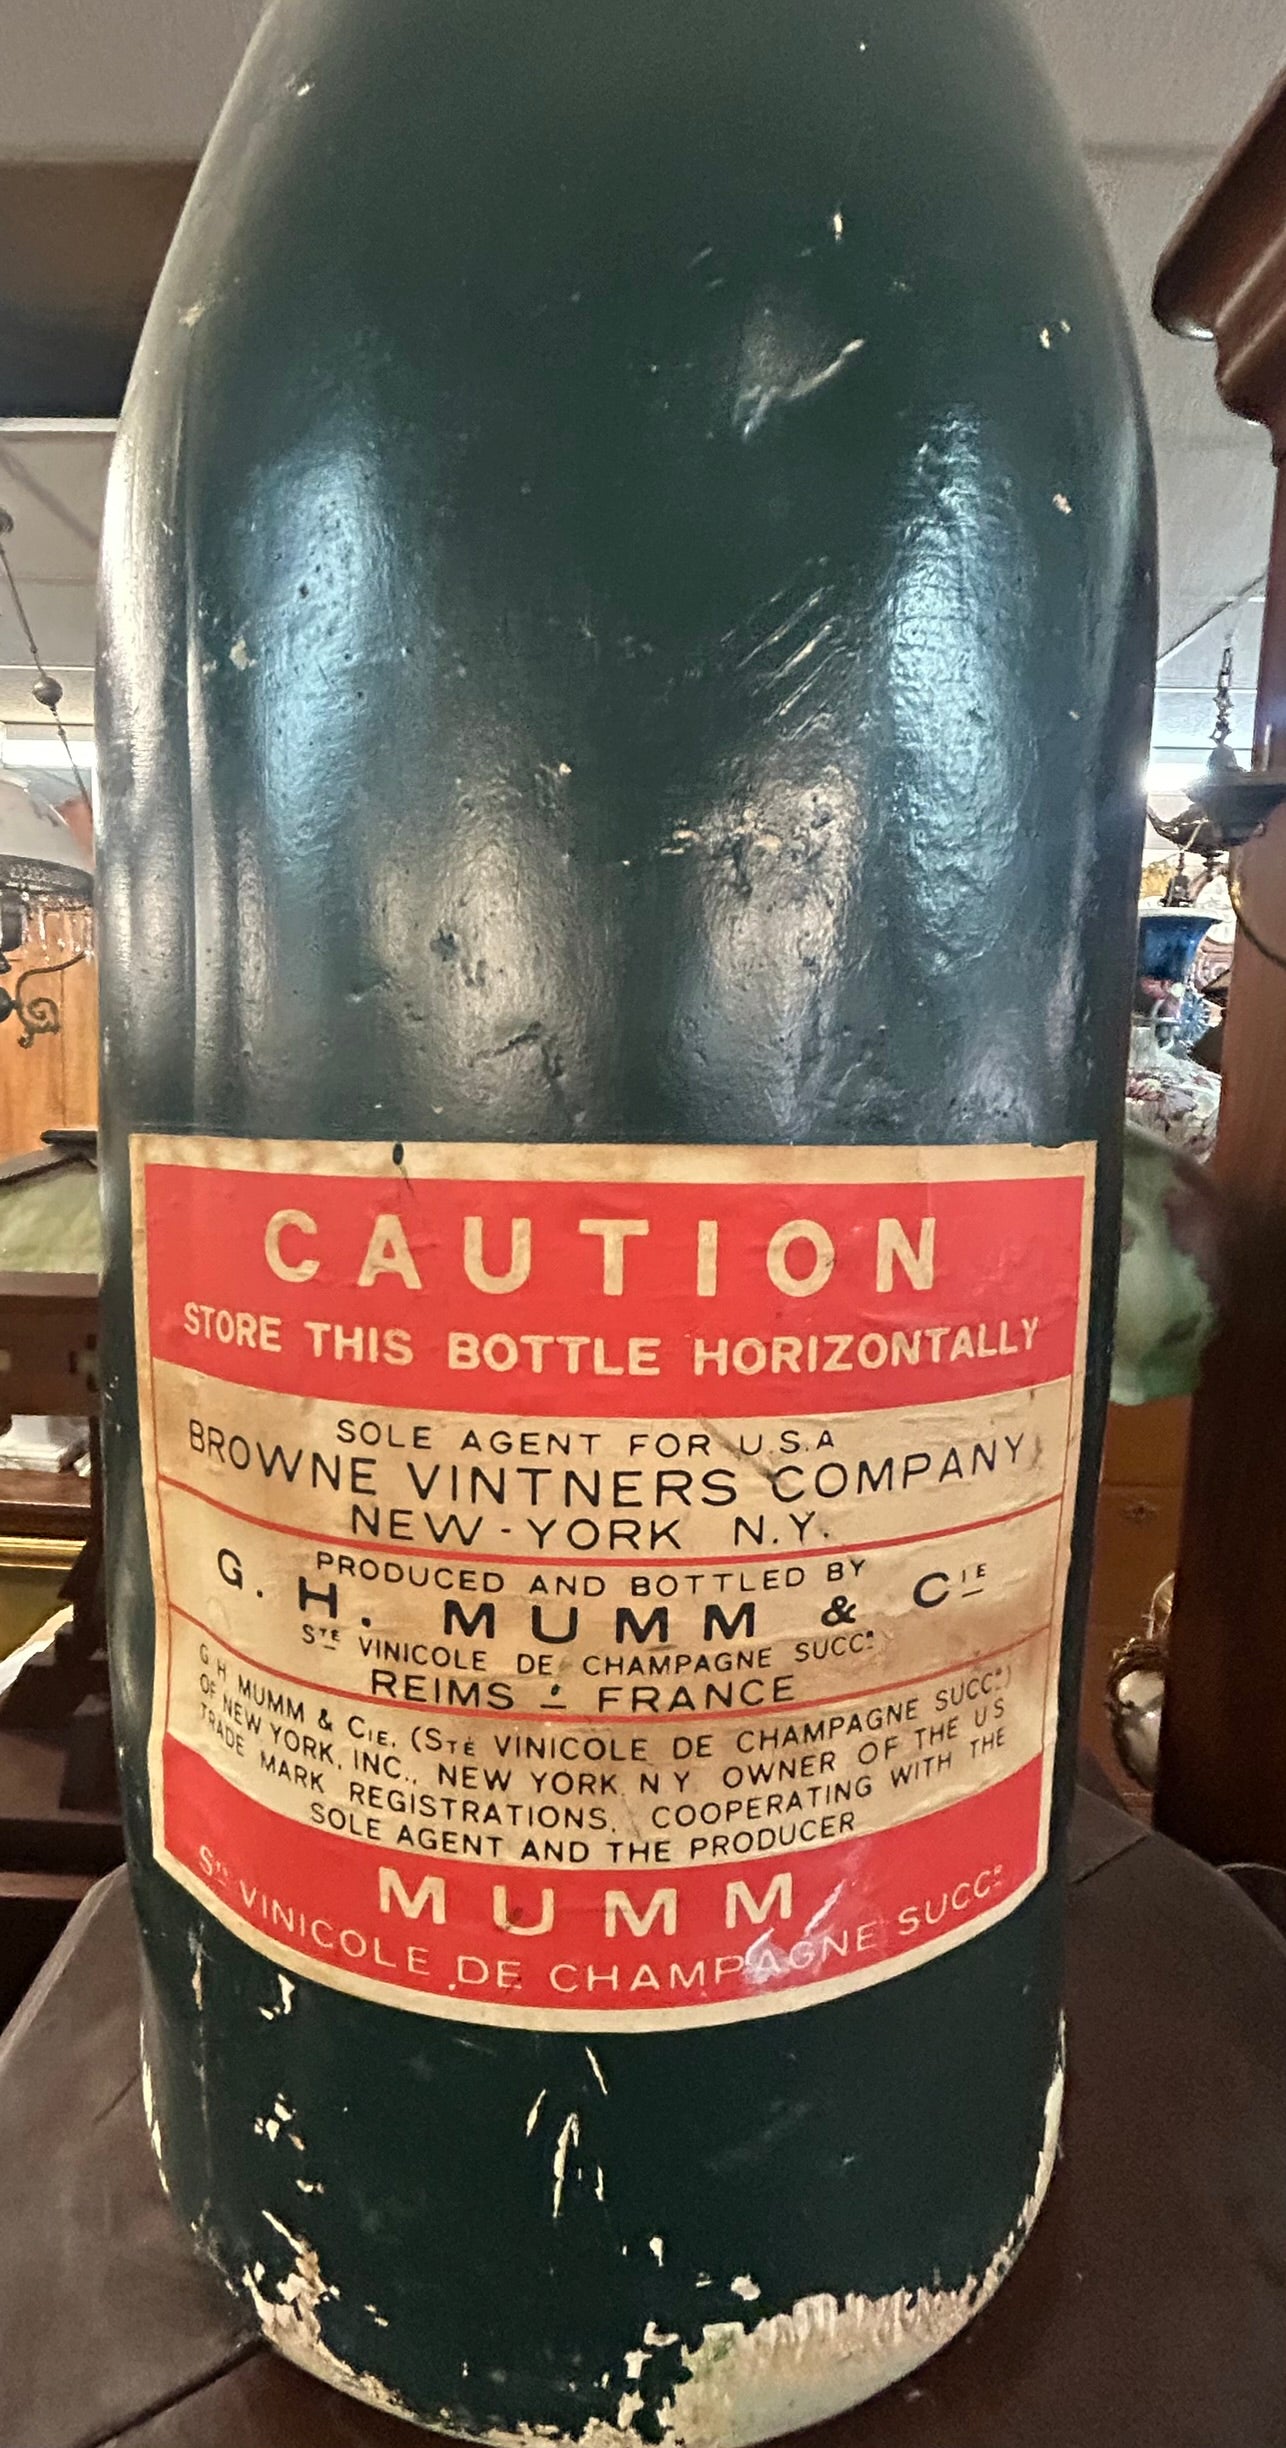 CAUTION
STORE THIS BOTTLE HORIZONTALLY
SOLE AGENT FOR U.S.A
BROWNE VINTNERS COMPANY
NEW-YORK N.Y.
PRODUCED AND BOTTLED BY
G. H. MUMM & CIE
STE VINICOLE DE CHAMPAGNE SUCCR
REIMS - FRANCE
G.H. MUMM & CIE. (STE VINICOLE DE CHAMPAGNE SUCCR)
OF NEW YORK, INC., NEW YORK N Y OWNER OF THE U S
TRADE MARK REGISTRATIONS, COOPERATING WITH THE
SOLE AGENT AND THE PRODUCER
MUMM
STE VINICOLE DE CHAMPAGNE SUCCR